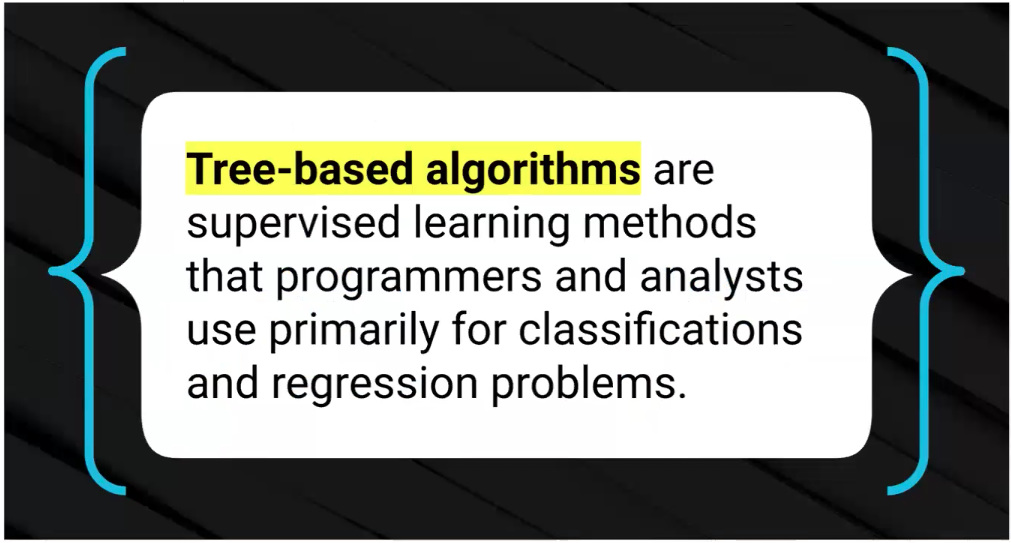 Tree-based algorithms are
supervised learning methods
that programmers and analysts
use primarily for classifications
and regression problems.